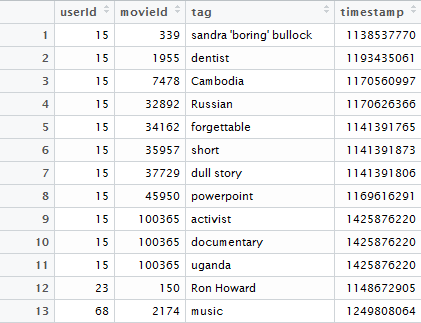 userId movieId tag timestamp
1 15 339 sandra 'boring' bullock 1138537770
2 15 1955 dentist 1193435061
3 15 7478 Cambodia 1170560997
4 15 32892 Russian 1170626366
5 15 34162 forgettable 1141391765
6 15 35957 short 1141391873
7 15 37729 dull story 1141391806
8 15 45950 powerpoint 1169616291
9 15 100365 activist 1425876220
10 15 100365 documentary 1425876220
11 15 100365 uganda 1425876220
12 23 150 Ron Howard 1148672905
13 68 2174 music 1249808064